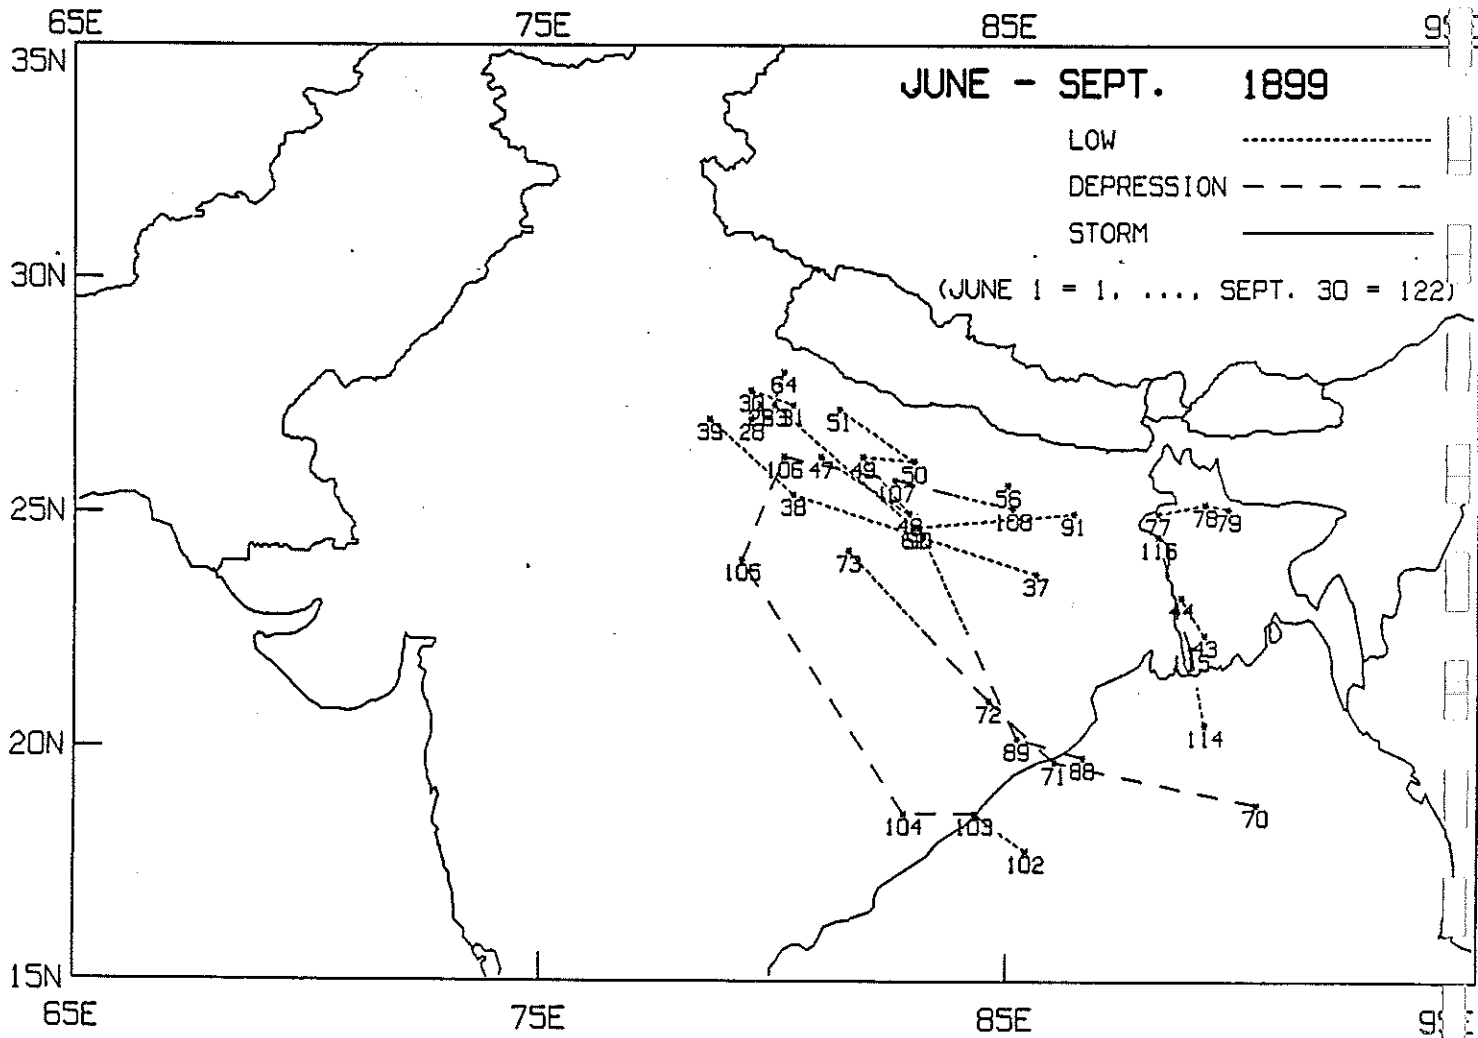 65E 75E 85E
35N
JUNE - SEPT. 1899
LOW
DEPRESSION
STORM
30N
(JUNE 1 = 1, ..., SEPT. 30 = 122)
64
30 31
39 28 51
106 47 49 50
107 56
38 108 91 77 78 79
25N
116
105 73 37
44
43
72
20N
89 71 88 114
104 103 70
102
15N
65E 75E 85E